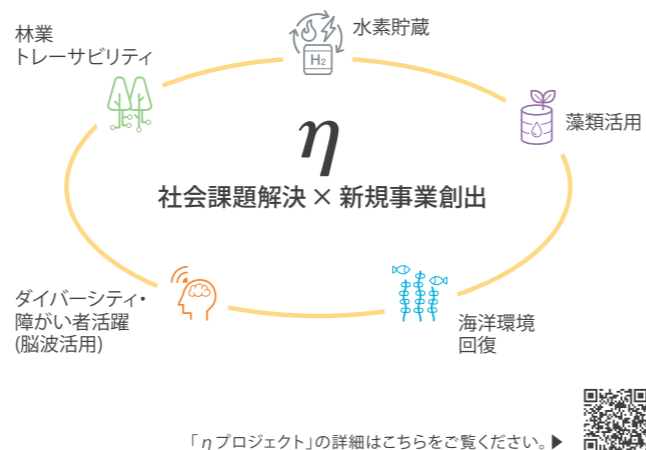 林業
トレーサビリティ
水素貯蔵
H2
藻類活用
η
社会課題解決 × 新規事業創出
ダイバーシティ・
障がい者活躍
(脳波活用)
海洋環境
回復
「ηプロジェクト」の詳細はこちらをご覧ください。▶